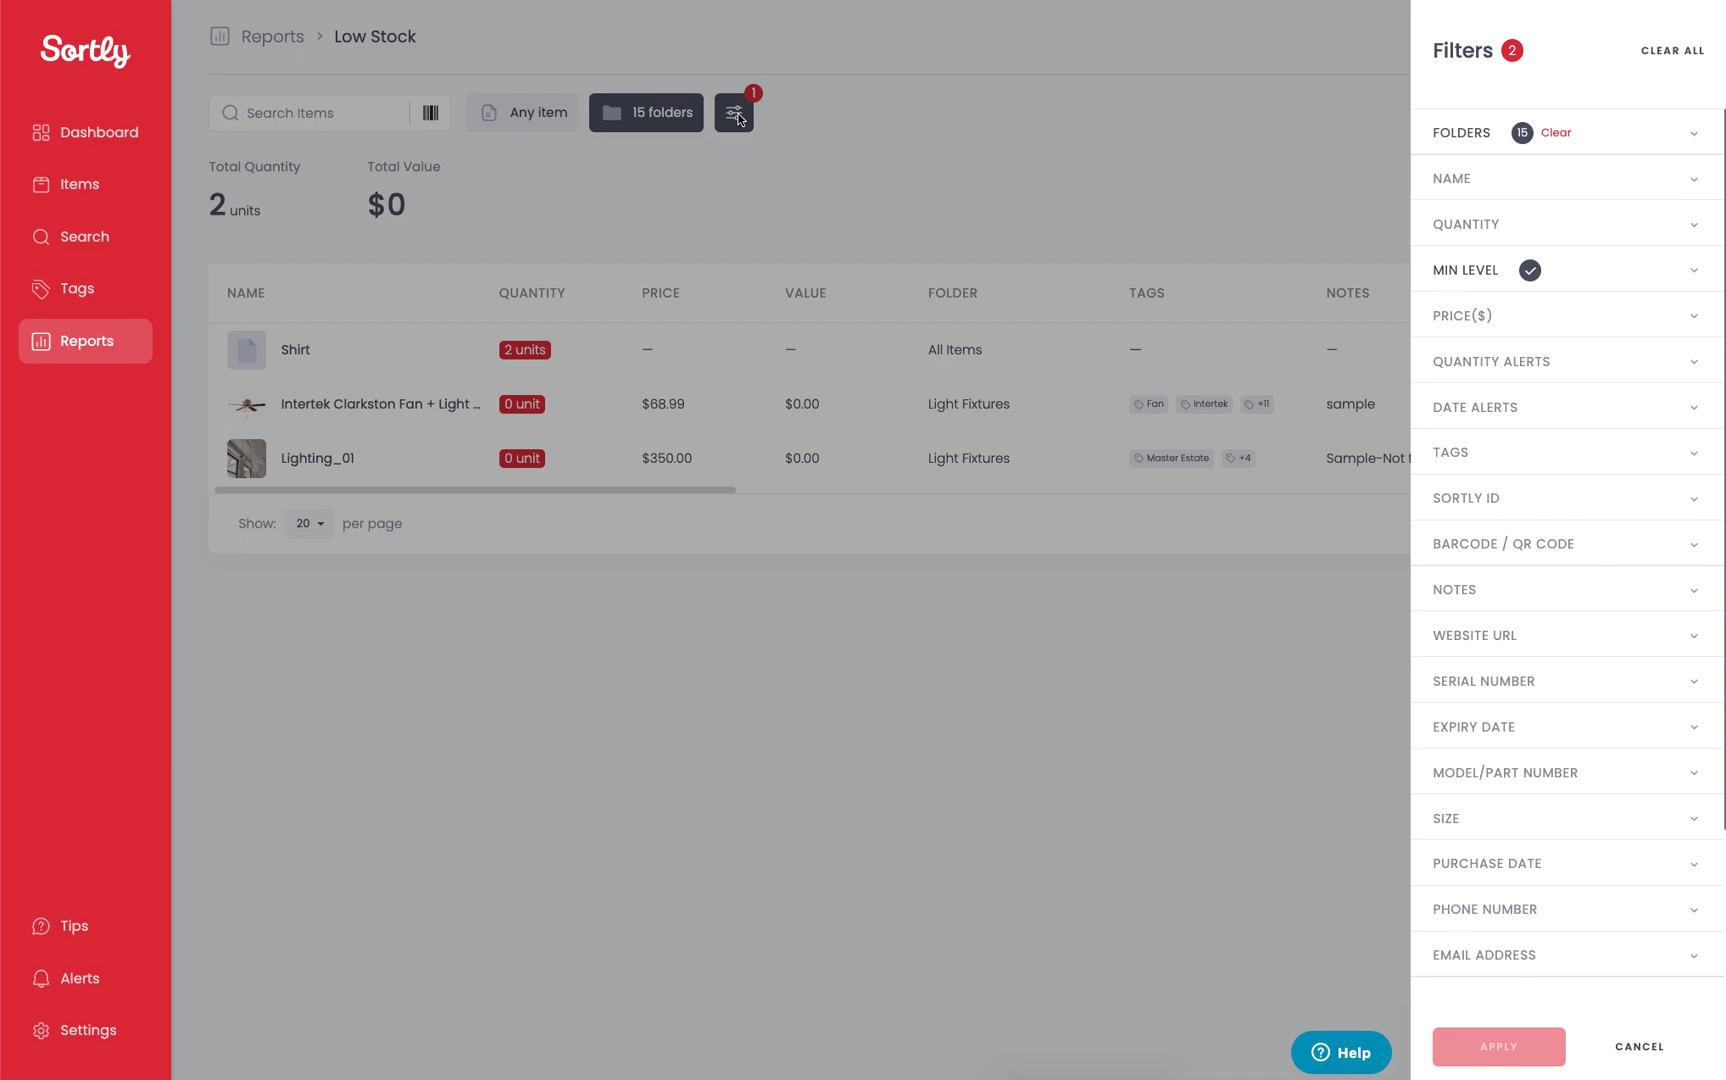 Sortly
Dashboard
Items
Search
Tags
Reports
Tips
Alerts
Settings
Reports > Low Stock
Search Items
Any item
15 folders
1
Total Quantity
2 units
Total Value
$0
NAME QUANTITY PRICE VALUE FOLDER TAGS NOTES
Shirt 2 units — — All Items — —
Intertek Clarkston Fan + Light ... 0 unit $68.99 $0.00 Light Fixtures Fan Intertek +11 sample
Lighting_01 0 unit $350.00 $0.00 Light Fixtures Master Estate +4 Sample-Not
Show: 20 per page
Help
Filters 2 CLEAR ALL
FOLDERS 15 Clear
NAME
QUANTITY
MIN LEVEL
PRICE($)
QUANTITY ALERTS
DATE ALERTS
TAGS
SORTLY ID
BARCODE / QR CODE
NOTES
WEBSITE URL
SERIAL NUMBER
EXPIRY DATE
MODEL/PART NUMBER
SIZE
PURCHASE DATE
PHONE NUMBER
EMAIL ADDRESS
APPLY CANCEL